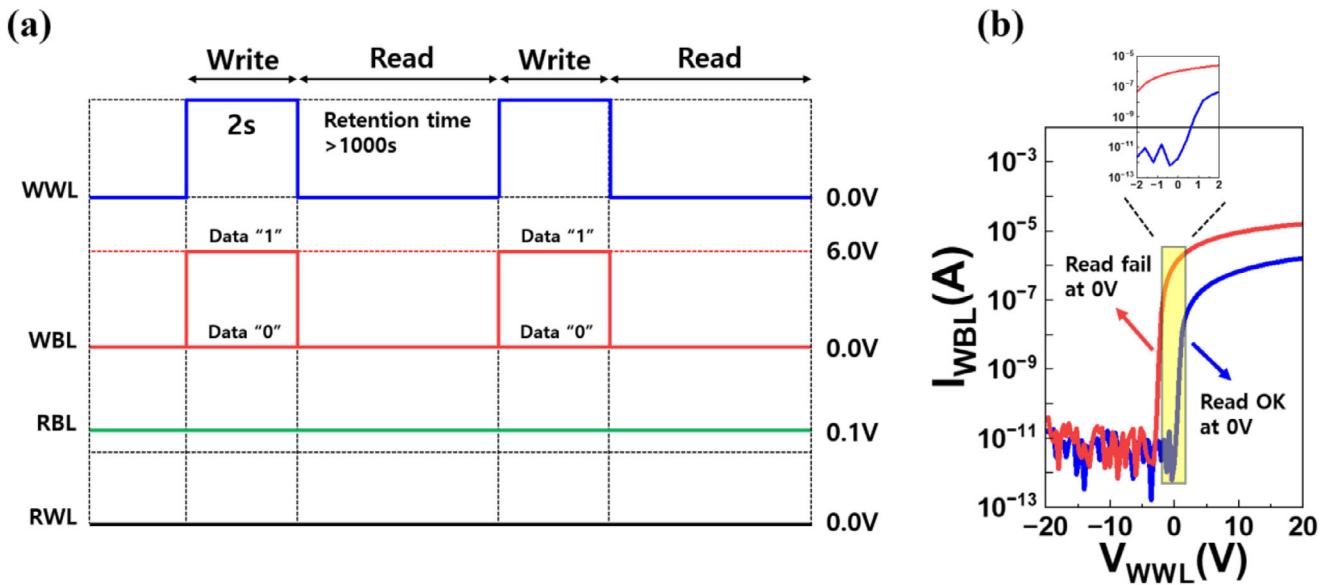 (a)
Write Read Write Read
2s
Retention time
>1000s
WWL
0.0V
Data “1” Data “1”
6.0V
Data “0” Data “0”
WBL
0.0V
RBL
0.1V
RWL
0.0V
(b)
10⁻⁵
10⁻⁷
10⁻⁹
10⁻¹¹
10⁻¹³
−2 −1 0 1 2
10⁻³
10⁻⁵
10⁻⁷
10⁻⁹
10⁻¹¹
10⁻¹³
I_WBL(A)
Read fail
at 0V
Read OK
at 0V
−20 −10 0 10 20
V_WWL(V)